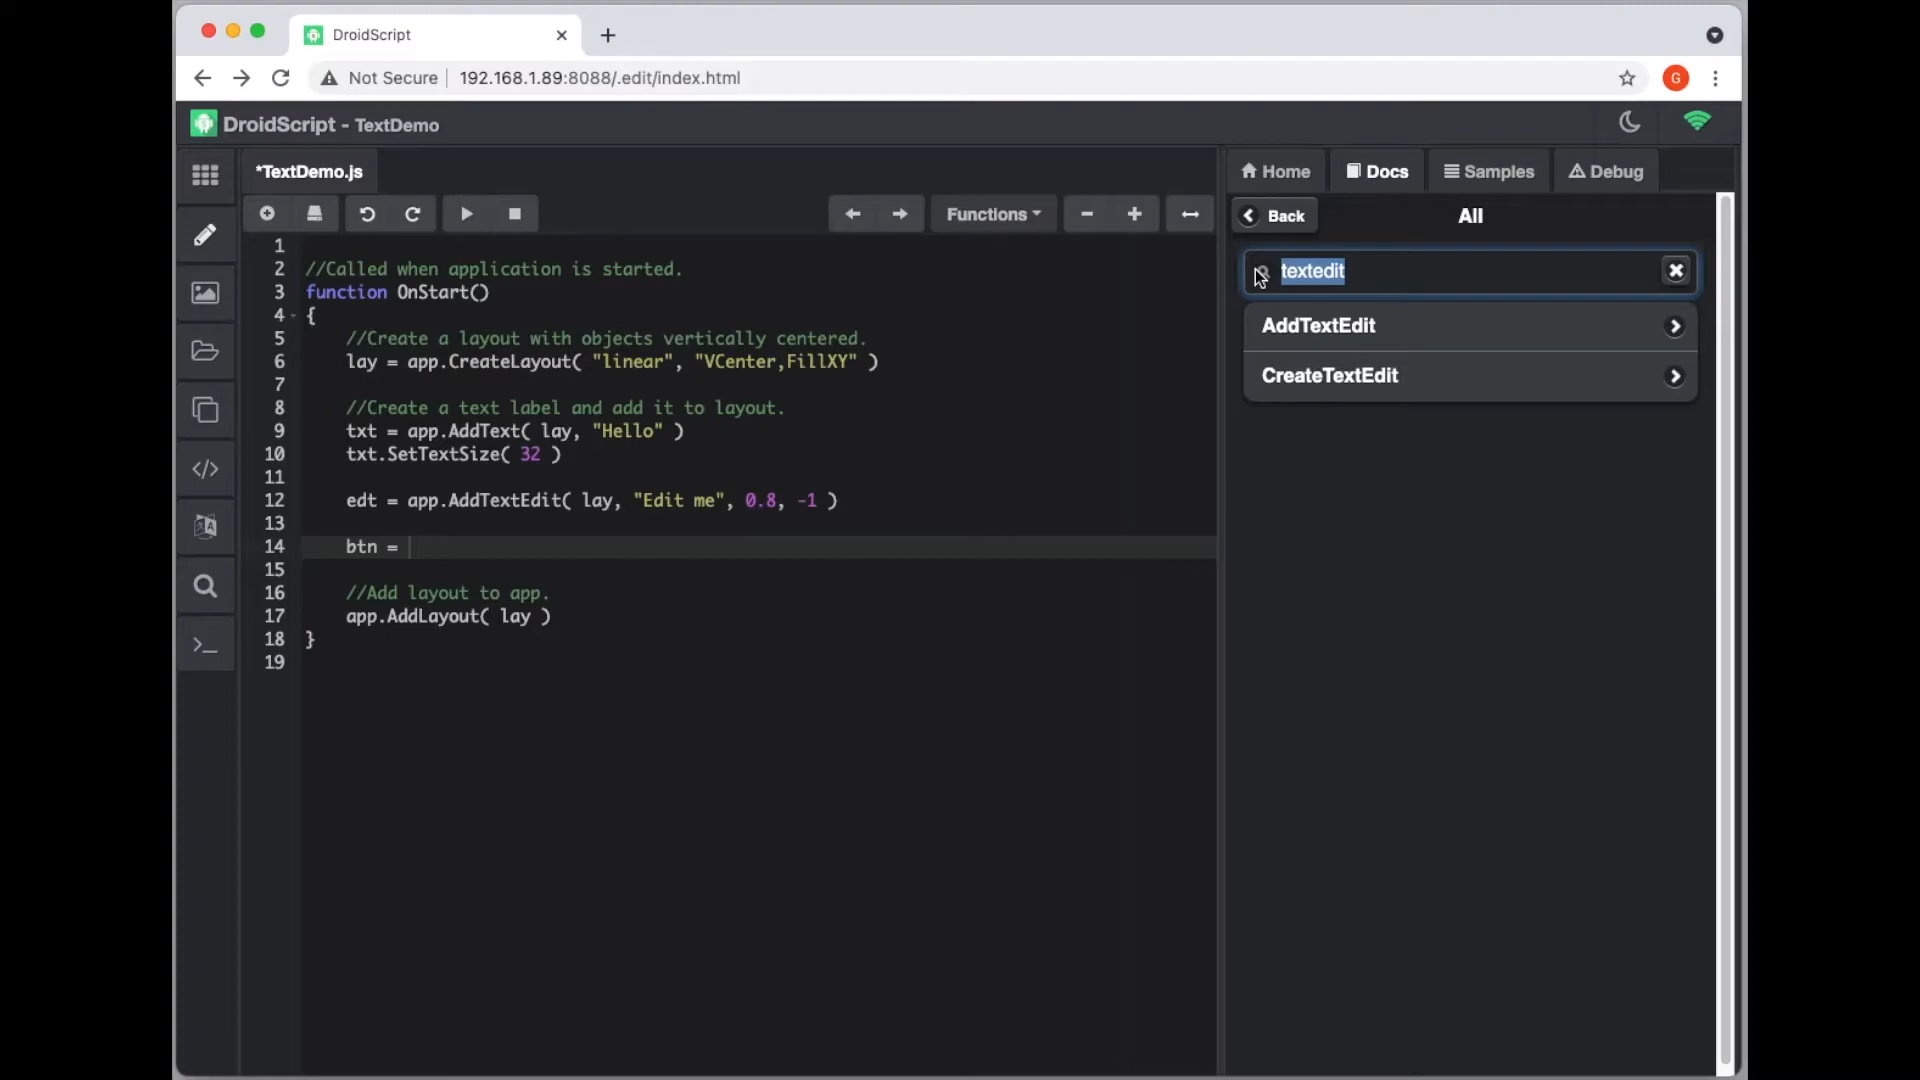 DroidScript
Not Secure 192.168.1.89:8088/.edit/index.html
G
DroidScript - TextDemo
*TextDemo.js
Home Docs Samples Debug
Functions
Back All
textedit
AddTextEdit
CreateTextEdit
1
2 //Called when application is started.
3 function OnStart()
4 {
5 //Create a layout with objects vertically centered.
6 lay = app.CreateLayout( "linear", "VCenter,FillXY" )
7
8 //Create a text label and add it to layout.
9 txt = app.AddText( lay, "Hello" )
10 txt.SetTextSize( 32 )
11
12 edt = app.AddTextEdit( lay, "Edit me", 0.8, -1 )
13
14 btn =
15
16 //Add layout to app.
17 app.AddLayout( lay )
18 }
19